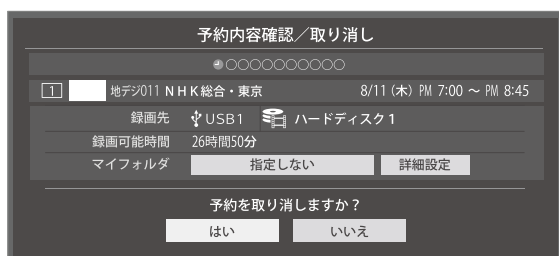 予約内容確認／取り消し
○○○○○○○○○○
1 地デジ011 NHK総合・東京 8/11 (木) PM 7:00 ～ PM 8:45
録画先 USB1 ハードディスク1
録画可能時間 26時間50分
マイフォルダ 指定しない 詳細設定
予約を取り消しますか？
はい いいえ